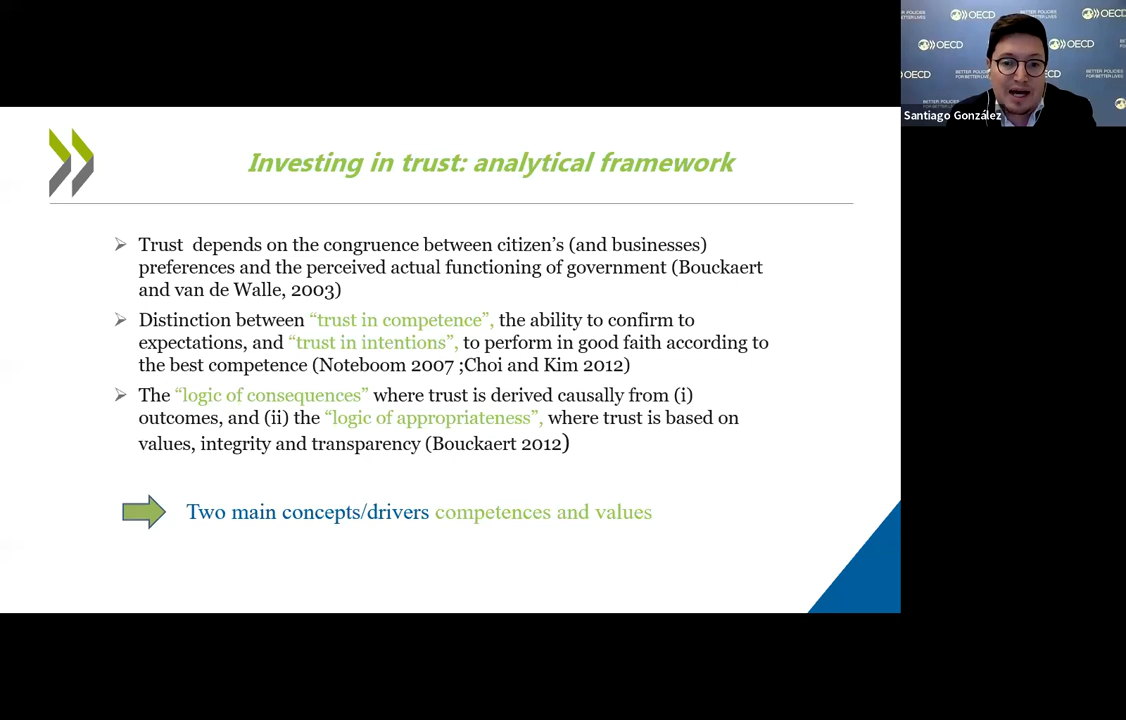 Investing in trust: analytical framework
Trust depends on the congruence between citizen's (and businesses)
preferences and the perceived actual functioning of government (Bouckaert
and van de Walle, 2003)
Distinction between “trust in competence”, the ability to confirm to
expectations, and “trust in intentions”, to perform in good faith according to
the best competence (Noteboom 2007 ;Choi and Kim 2012)
The “logic of consequences” where trust is derived causally from (i)
outcomes, and (ii) the “logic of appropriateness”, where trust is based on
values, integrity and transparency (Bouckaert 2012)
Two main concepts/drivers competences and values
OECD
OECD
OECD
OECD
OECD
BETTER POLICIES
FOR BETTER LIVES
Santiago González